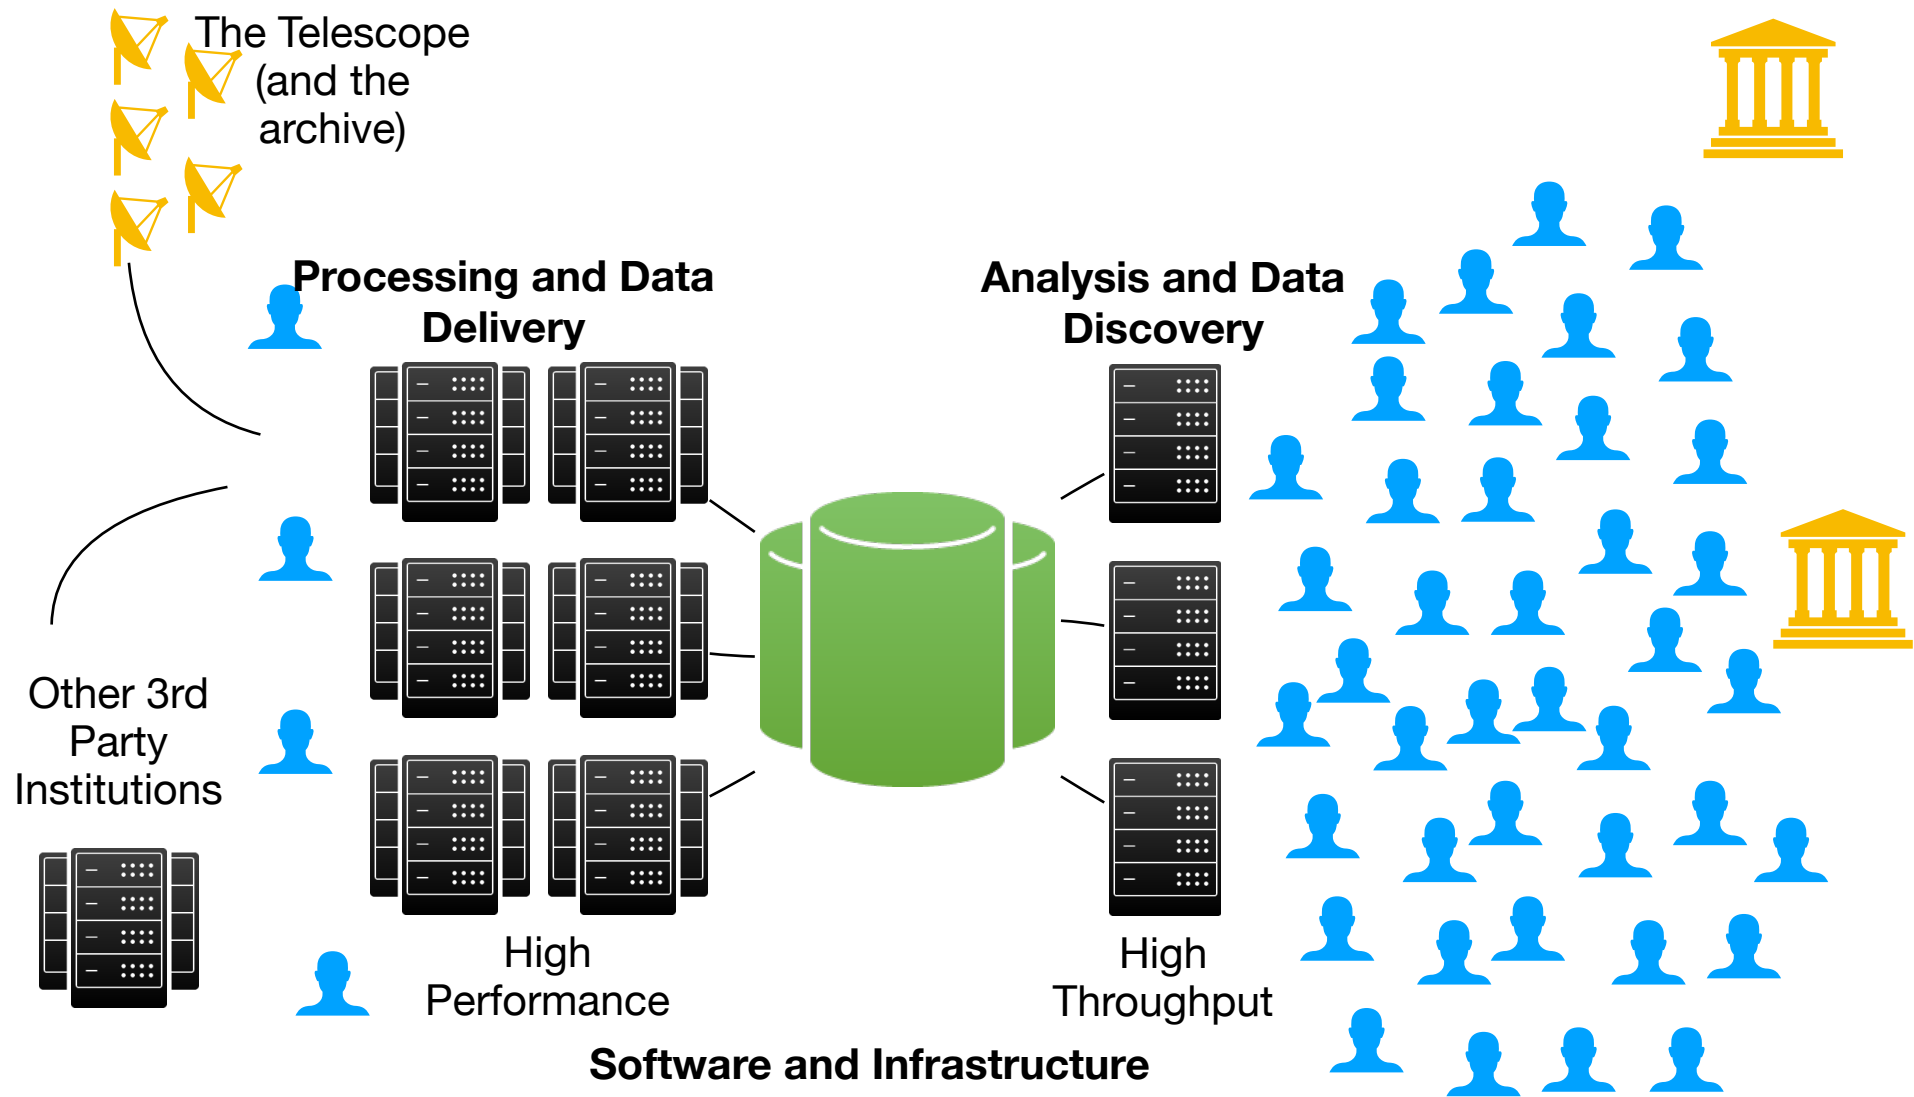 The Telescope
(and the
archive)
Processing and Data
Delivery
Analysis and Data
Discovery
Other 3rd
Party
Institutions
High
Performance
High
Throughput
Software and Infrastructure